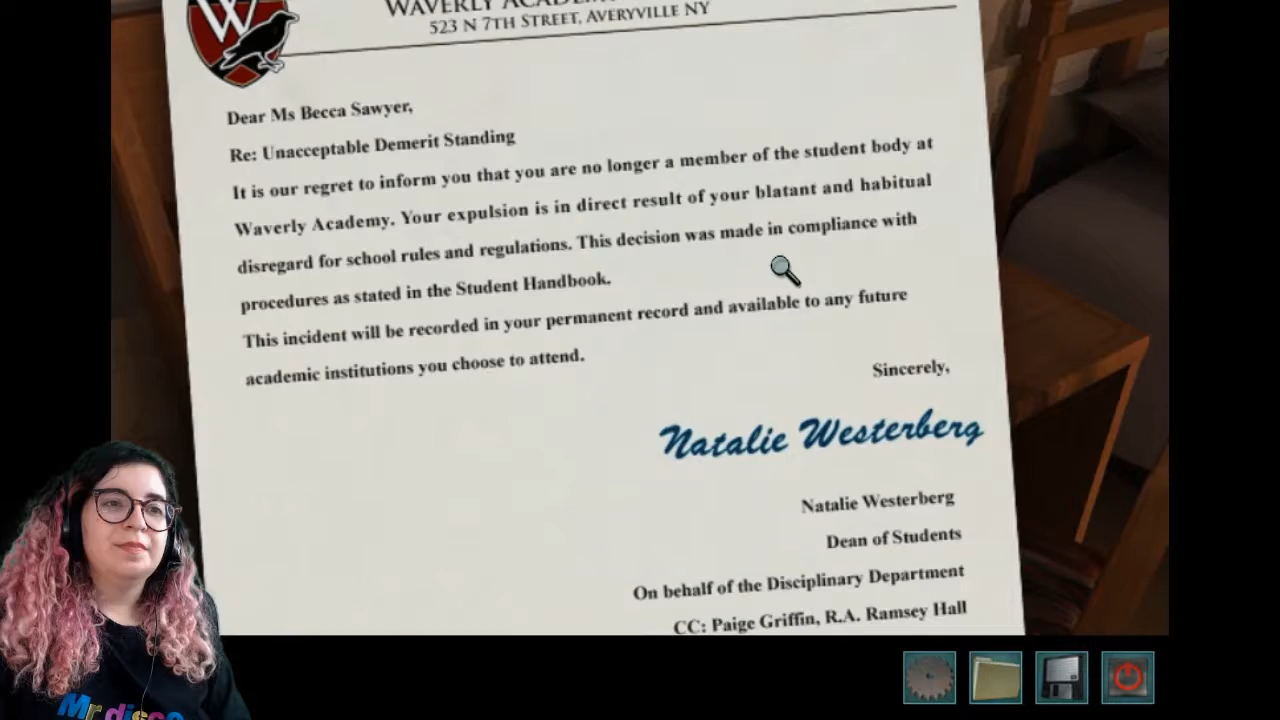 W
WAVERLY ACADEMY
523 N 7TH STREET, AVERYVILLE NY
Dear Ms Becca Sawyer,
Re: Unacceptable Demerit Standing
It is our regret to inform you that you are no longer a member of the student body at
Waverly Academy. Your expulsion is in direct result of your blatant and habitual
disregard for school rules and regulations. This decision was made in compliance with
procedures as stated in the Student Handbook.
This incident will be recorded in your permanent record and available to any future
academic institutions you choose to attend.
Sincerely,
Natalie Westerberg
Natalie Westerberg
Dean of Students
On behalf of the Disciplinary Department
CC: Paige Griffin, R.A. Ramsey Hall
Mr disco